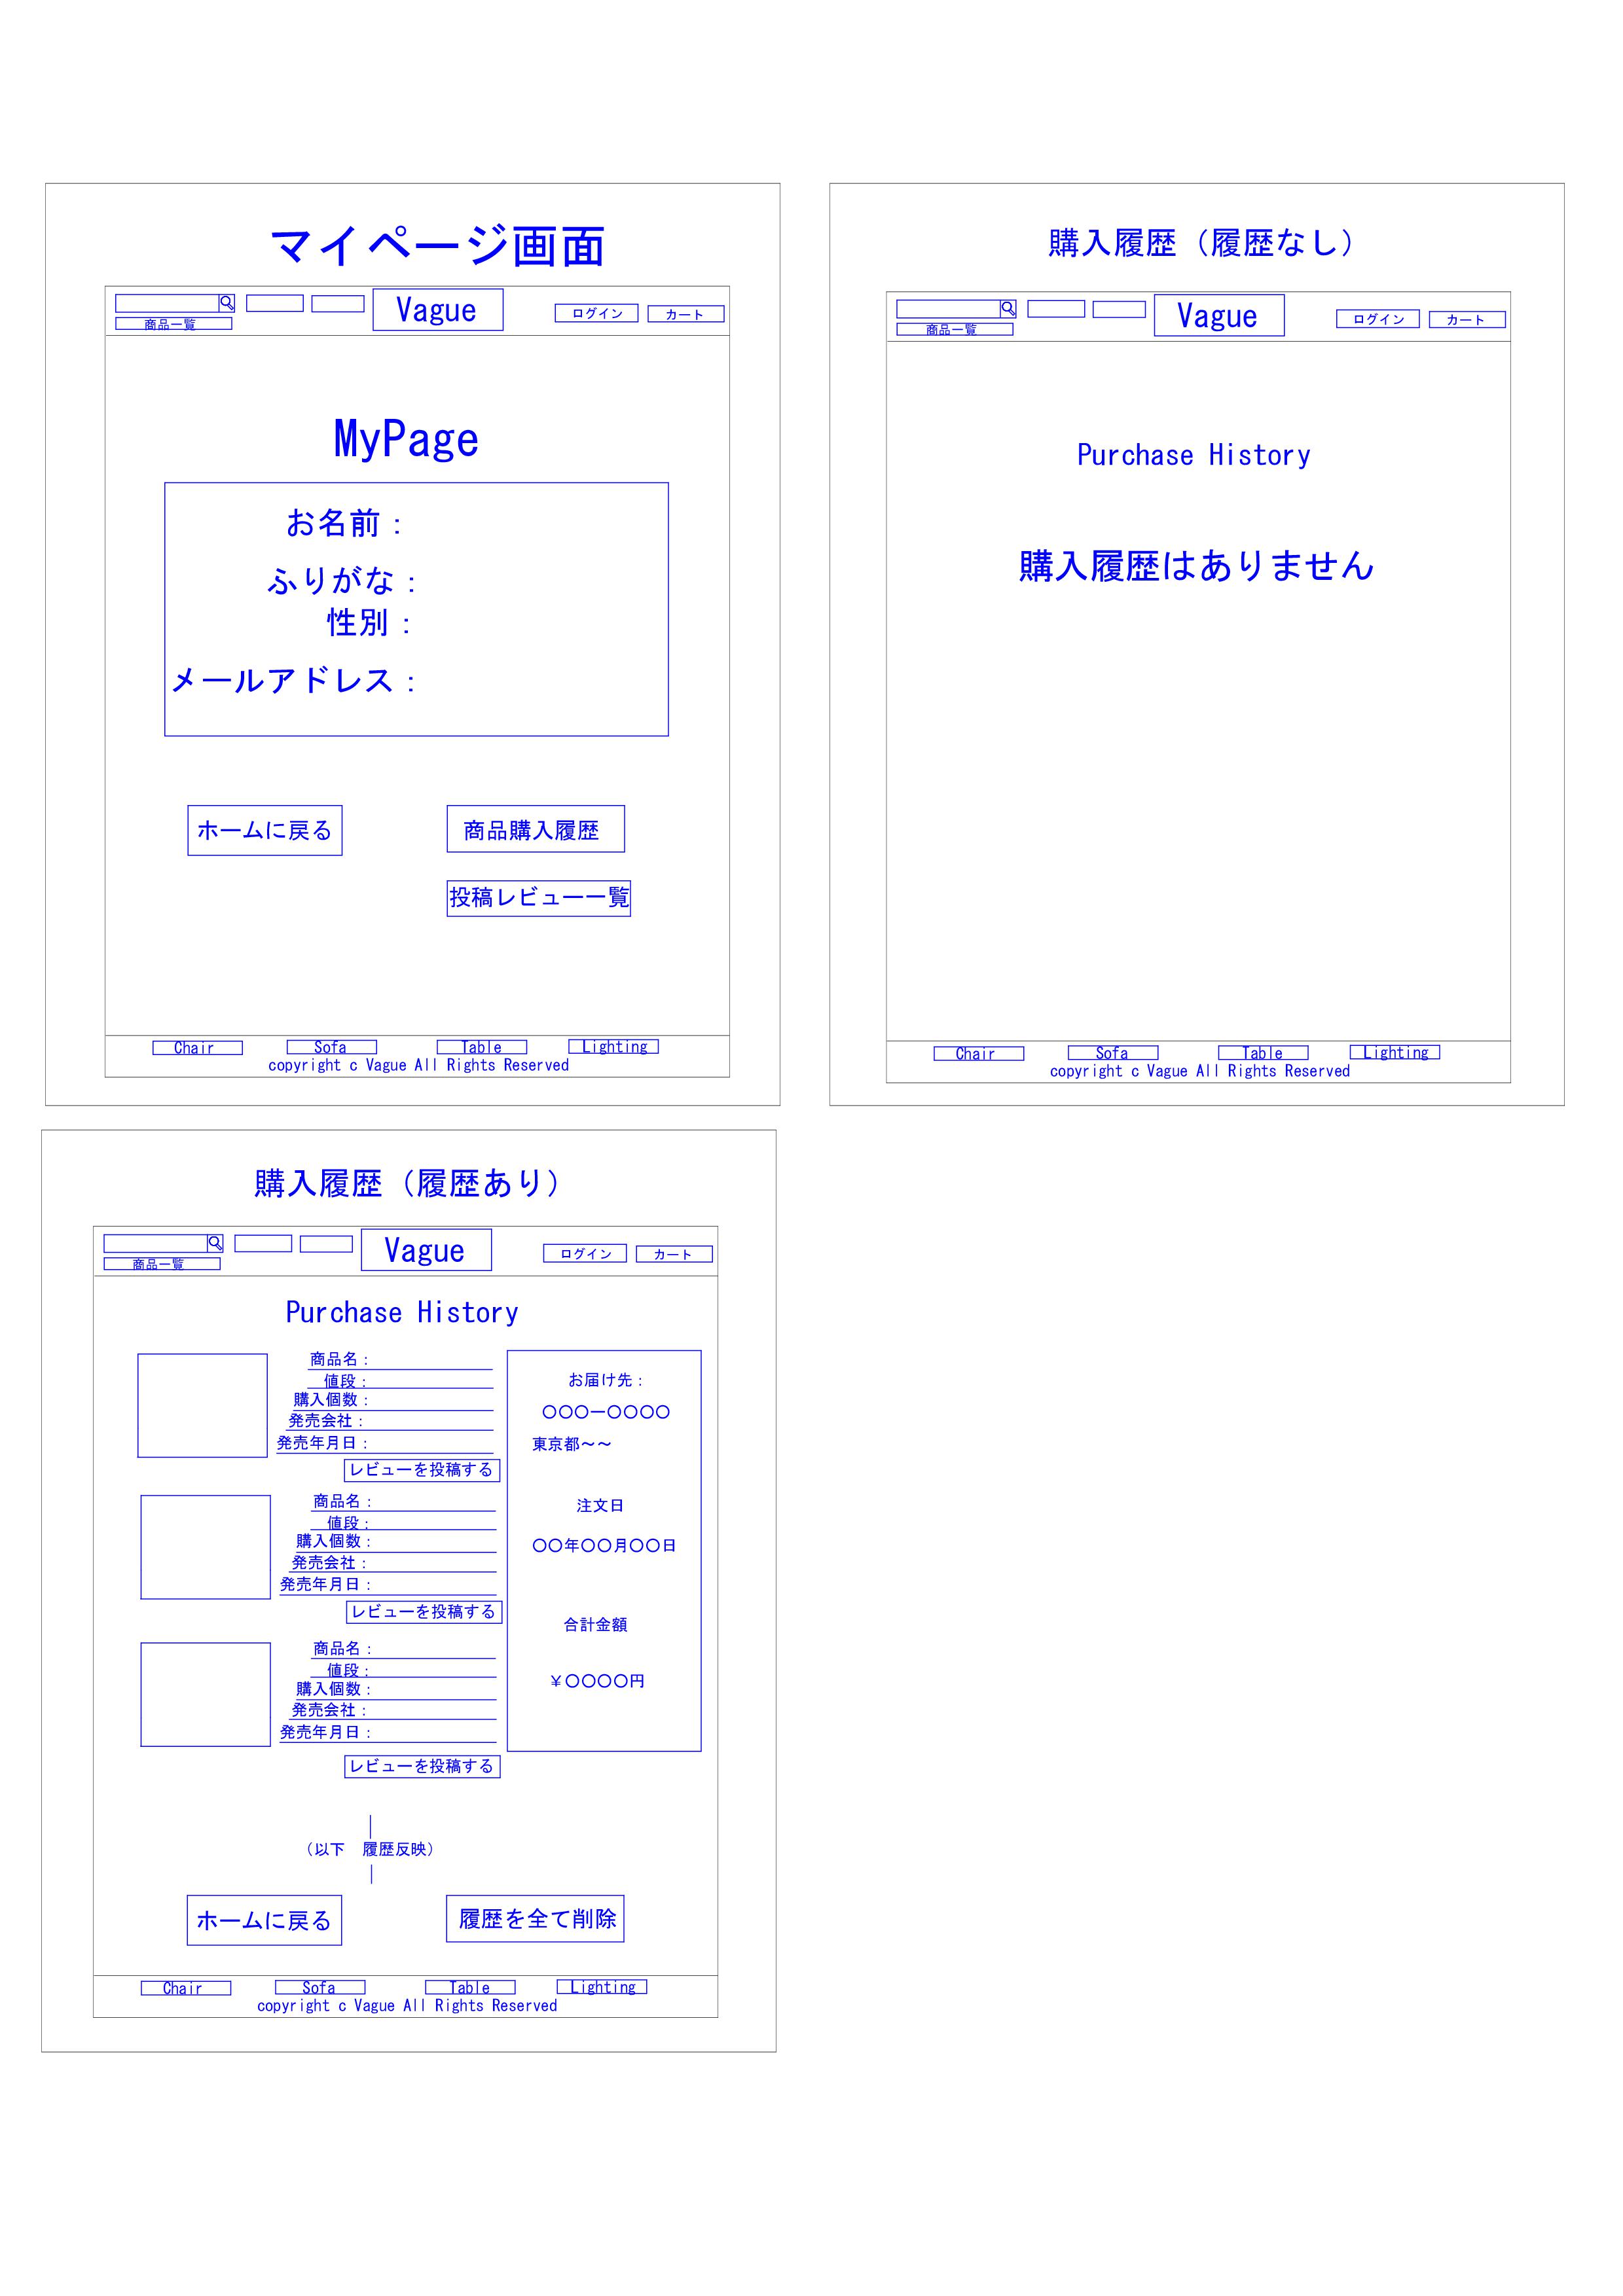 マイページ画面
Vague
ログイン
カート
商品一覧
MyPage
お名前：
ふりがな：
性別：
メールアドレス：
ホームに戻る
商品購入履歴
投稿レビュー一覧
Chair
Sofa
Table
Lighting
copyright c Vague All Rights Reserved
購入履歴（履歴なし）
Vague
ログイン
カート
商品一覧
Purchase History
購入履歴はありません
Chair
Sofa
Table
Lighting
copyright c Vague All Rights Reserved
購入履歴（履歴あり）
Vague
ログイン
カート
商品一覧
Purchase History
商品名：
値段：
購入個数：
発売会社：
発売年月日：
レビューを投稿する
商品名：
値段：
購入個数：
発売会社：
発売年月日：
レビューを投稿する
商品名：
値段：
購入個数：
発売会社：
発売年月日：
レビューを投稿する
お届け先：
〇〇〇ー〇〇〇〇
東京都～～
注文日
〇〇年〇〇月〇〇日
合計金額
￥〇〇〇〇円
（以下　履歴反映）
ホームに戻る
履歴を全て削除
Chair
Sofa
Table
Lighting
copyright c Vague All Rights Reserved